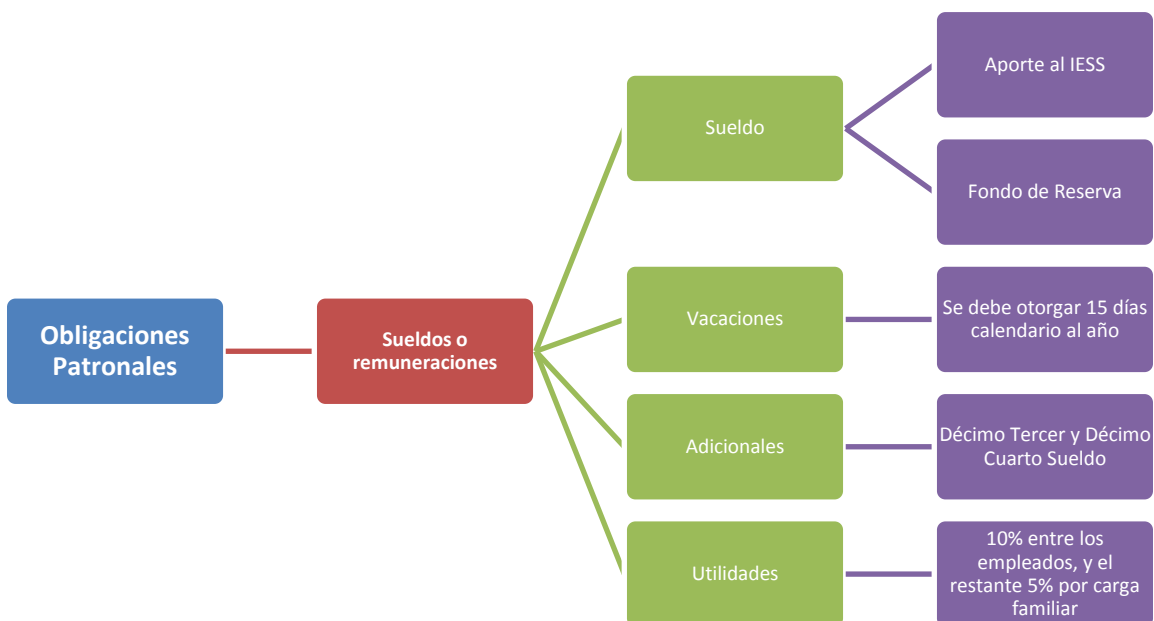 Obligaciones
Patronales
Sueldos o
remuneraciones
Sueldo
Aporte al IESS
Fondo de Reserva
Vacaciones
Se debe otorgar 15 días
calendario al año
Adicionales
Décimo Tercer y Décimo
Cuarto Sueldo
Utilidades
10% entre los
empleados, y el
restante 5% por carga
familiar